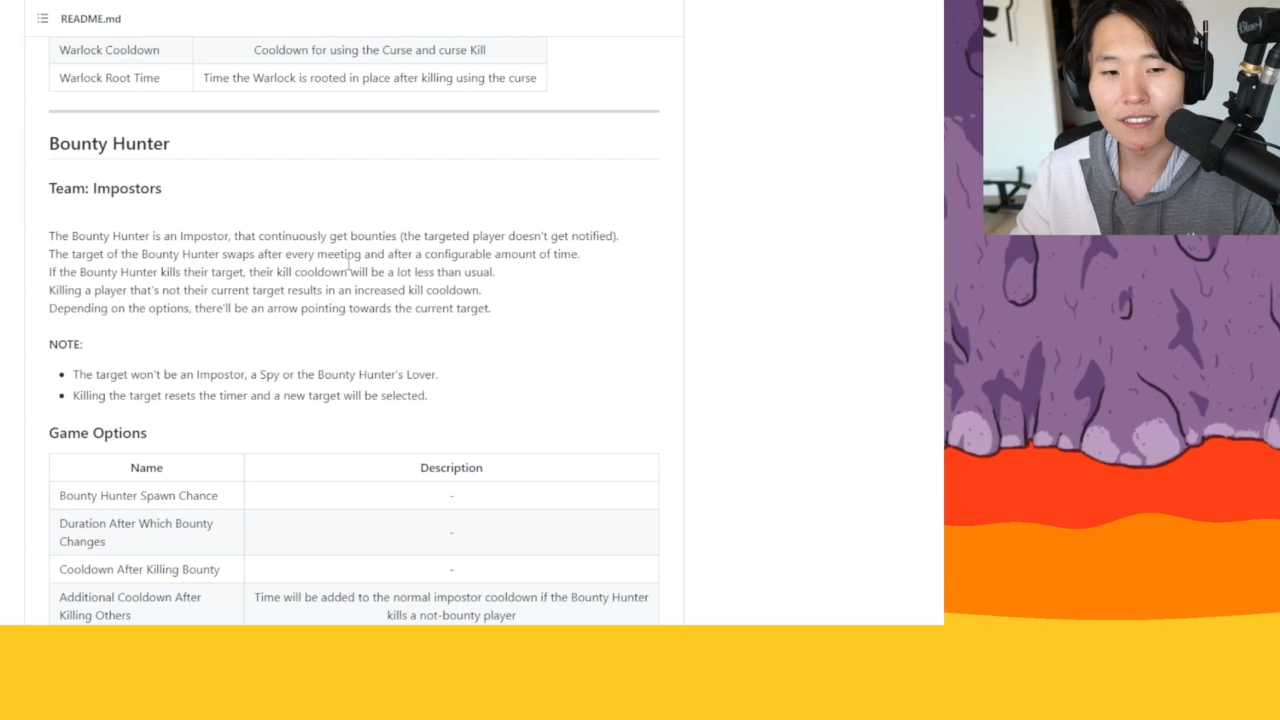 README.md
Warlock Cooldown
Cooldown for using the Curse and curse Kill
Warlock Root Time
Time the Warlock is rooted in place after killing using the curse
Bounty Hunter
Team: Impostors
The Bounty Hunter is an Impostor, that continuously get bounties (the targeted player doesn't get notified).
The target of the Bounty Hunter swaps after every meeting and after a configurable amount of time.
If the Bounty Hunter kills their target, their kill cooldown will be a lot less than usual.
Killing a player that's not their current target results in an increased kill cooldown.
Depending on the options, there'll be an arrow pointing towards the current target.
NOTE:
• The target won't be an Impostor, a Spy or the Bounty Hunter's Lover.
• Killing the target resets the timer and a new target will be selected.
Game Options
Name
Description
Bounty Hunter Spawn Chance
-
Duration After Which Bounty
Changes
-
Cooldown After Killing Bounty
-
Additional Cooldown After
Killing Others
Time will be added to the normal impostor cooldown if the Bounty Hunter
kills a not-bounty player
Blue